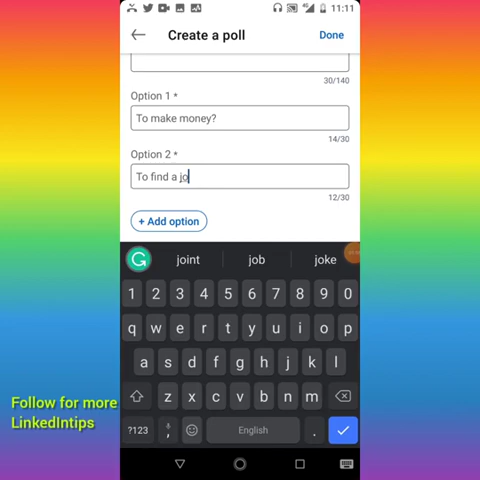 11:11
Create a poll
Done
30/140
Option 1 *
To make money?
14/30
Option 2 *
To find a jo
12/30
+ Add option
joint job joke
1 2 3 4 5 6 7 8 9 0
q w e r t y u i o p
a s d f g h j k l
z x c v b n m
?123 , English .
Follow for more
LinkedIntips